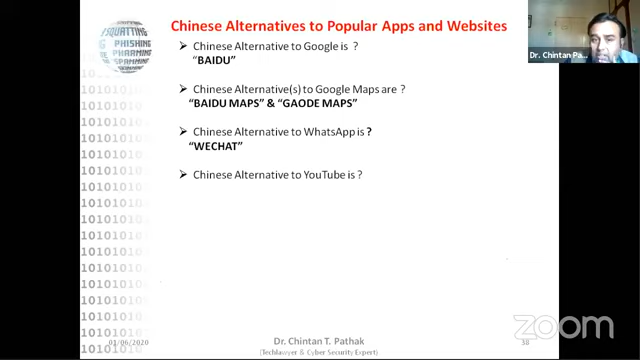 Chinese Alternatives to Popular Apps and Websites
SQUATTING
PHISHING
PHARMING
SPAMMING
➢ Chinese Alternative to Google is ?
“BAIDU”
➢ Chinese Alternative(s) to Google Maps are ?
“BAIDU MAPS” & “GAODE MAPS”
➢ Chinese Alternative to WhatsApp is ?
“WECHAT”
➢ Chinese Alternative to YouTube is ?
Dr. Chintan Pa...
01/06/2020
Dr. Chintan T. Pathak
(Techlawyer & Cyber Security Expert)
38
zoom